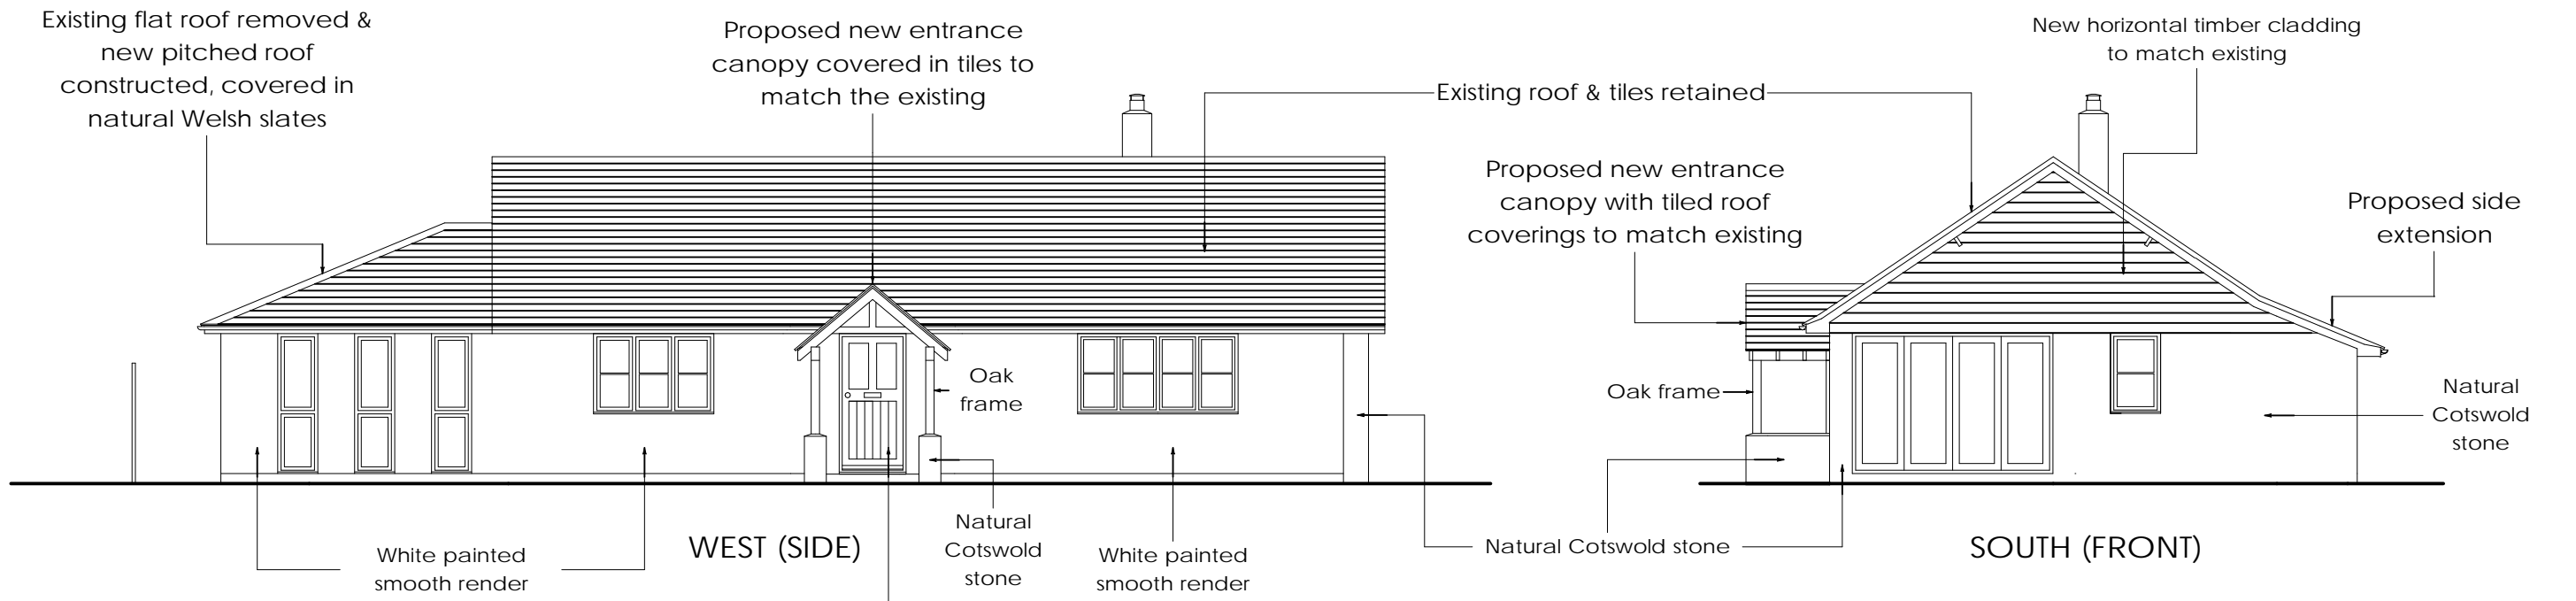 Existing flat roof removed &
new pitched roof
constructed, covered in
natural Welsh slates
Proposed new entrance
canopy covered in tiles to
match the existing
Existing roof & tiles retained
New horizontal timber cladding
to match existing
Proposed new entrance
canopy with tiled roof
coverings to match existing
Proposed side
extension
Oak
frame
Oak frame
Natural
Cotswold
stone
White painted
smooth render
WEST (SIDE)
Natural
Cotswold
stone
White painted
smooth render
Natural Cotswold stone
SOUTH (FRONT)